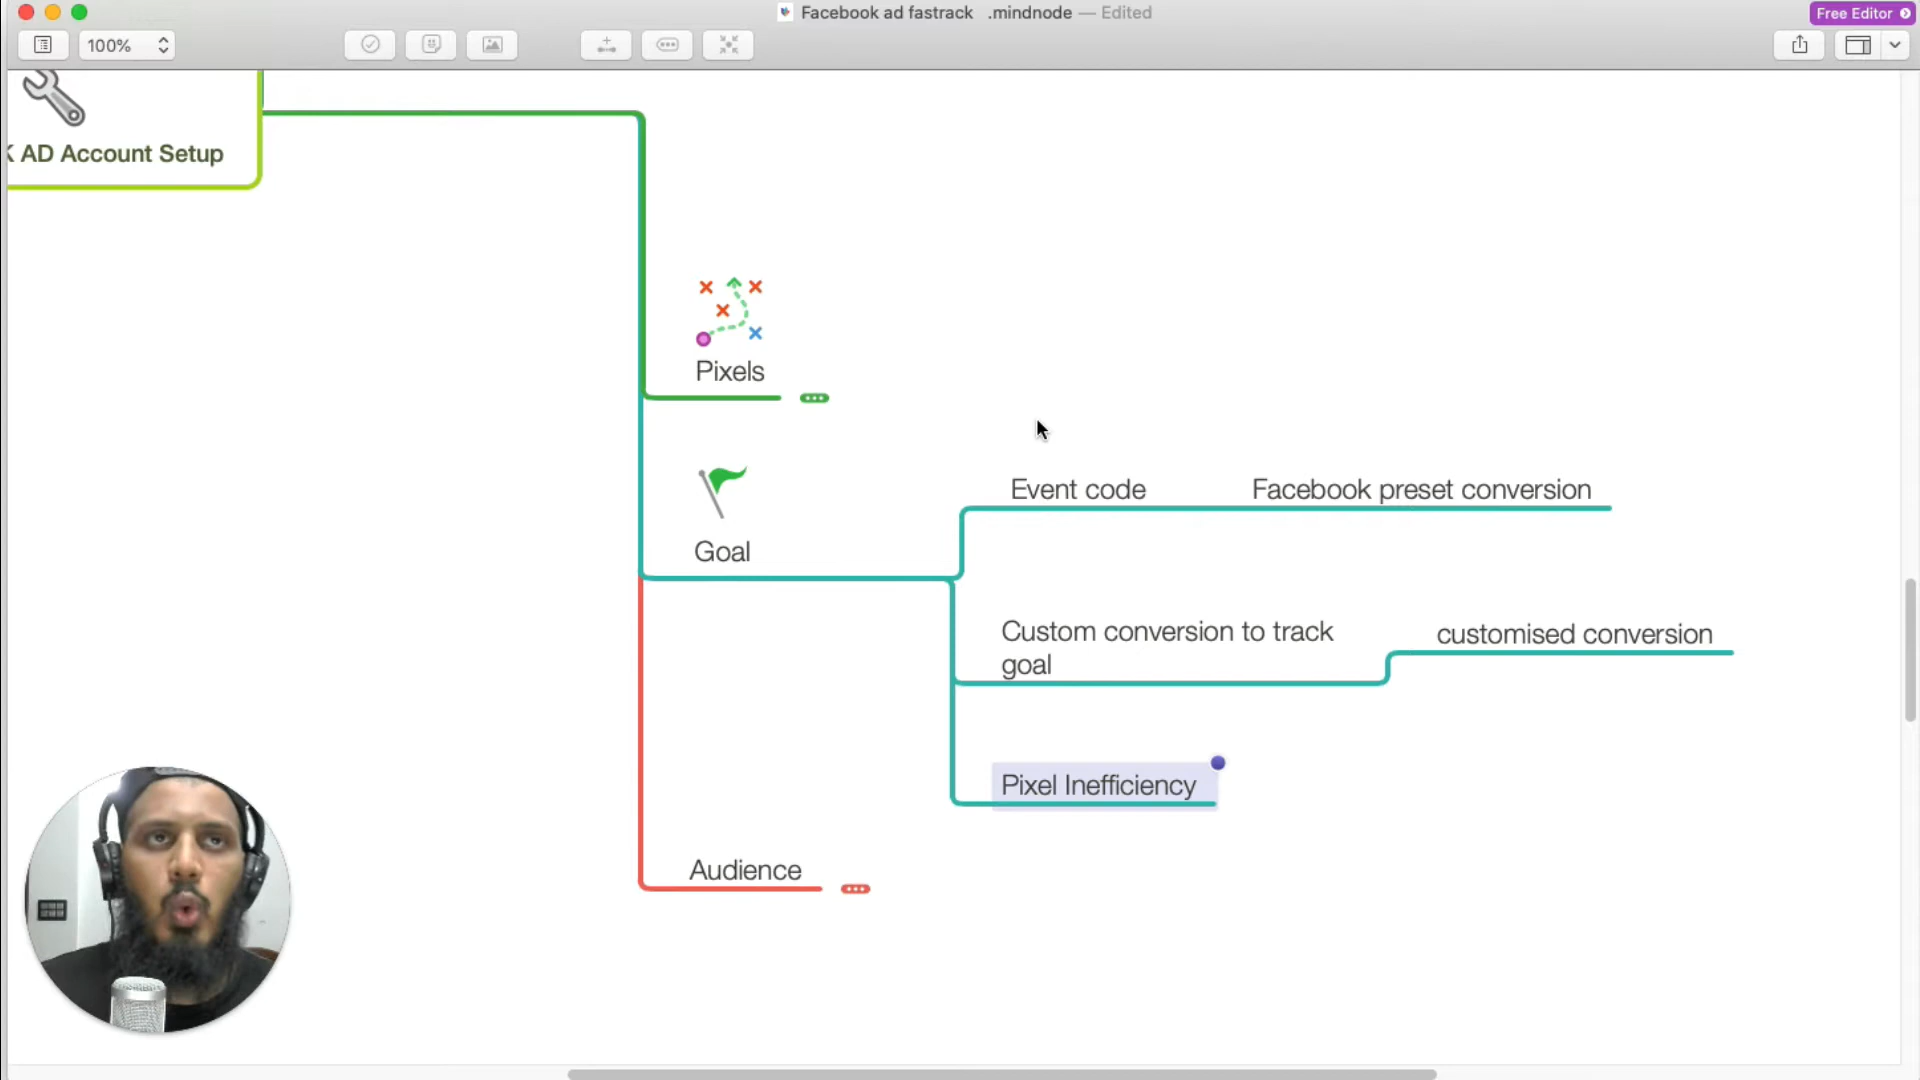 Facebook ad fastrack .mindnode — Edited
Free Editor
100%
AD Account Setup
Pixels
Event code
Facebook preset conversion
Goal
Custom conversion to track
goal
customised conversion
Pixel Inefficiency
Audience